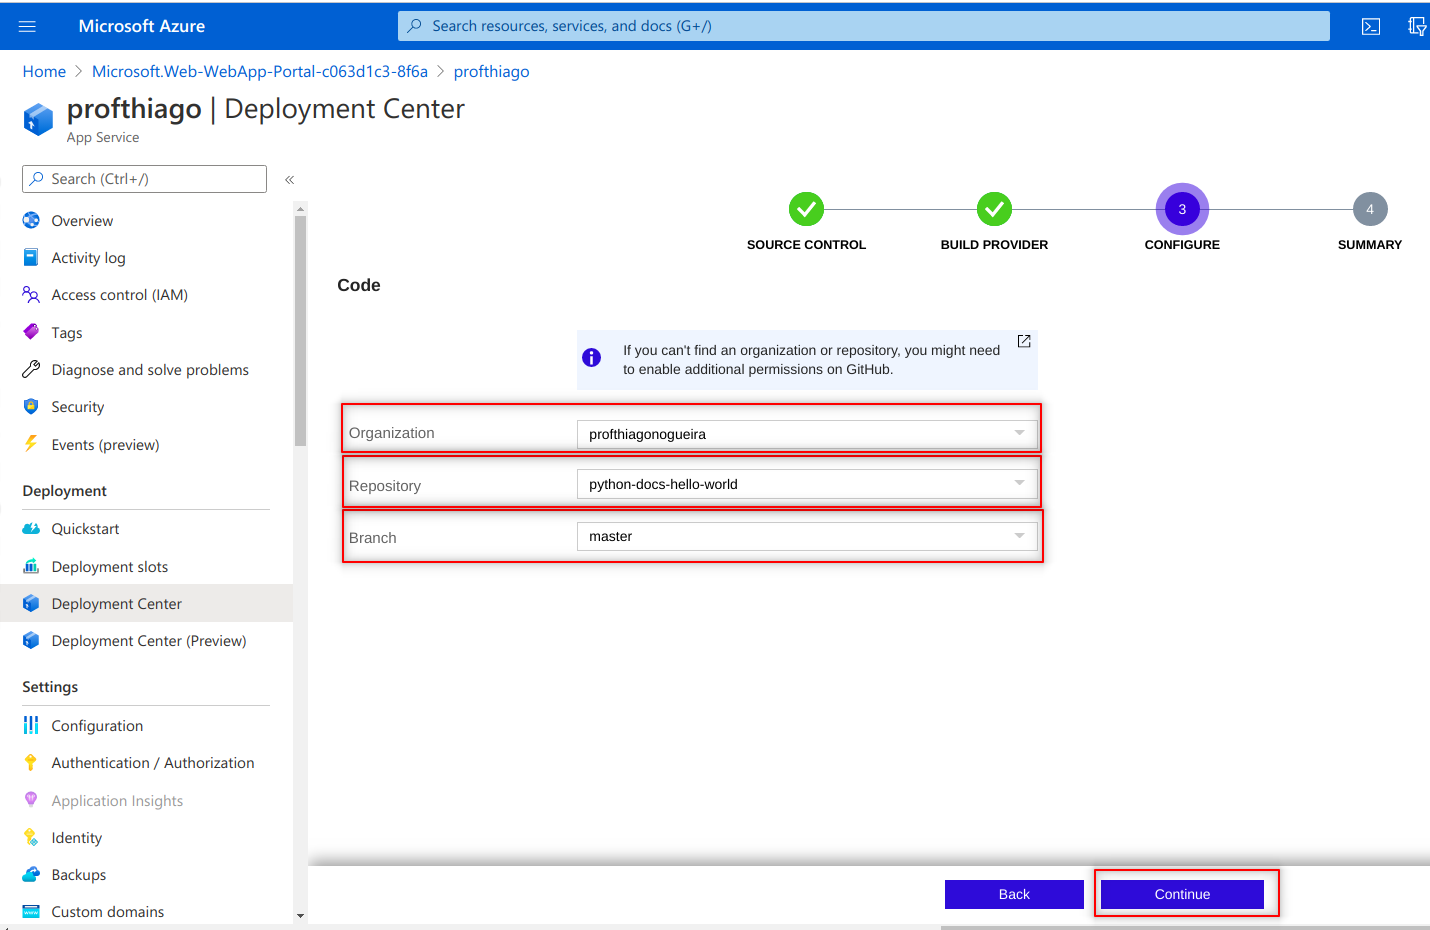 Microsoft Azure
Search resources, services, and docs (G+/)
Home > Microsoft.Web-WebApp-Portal-c063d1c3-8f6a > profthiago
profthiago | Deployment Center
App Service
Search (Ctrl+/)
«
Overview
Activity log
Access control (IAM)
Tags
Diagnose and solve problems
Security
Events (preview)
Deployment
Quickstart
Deployment slots
Deployment Center
Deployment Center (Preview)
Settings
Configuration
Authentication / Authorization
Application Insights
Identity
Backups
Custom domains
3
4
SOURCE CONTROL
BUILD PROVIDER
CONFIGURE
SUMMARY
Code
If you can't find an organization or repository, you might need
to enable additional permissions on GitHub.
Organization
profthiagonogueira
Repository
python-docs-hello-world
Branch
master
Back
Continue